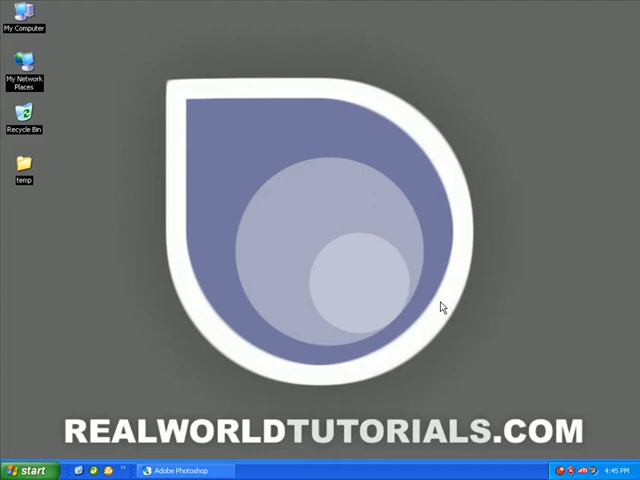 My Computer
My Network
Places
Recycle Bin
temp
REALWORLDTUTORIALS.COM
start
Adobe Photoshop
4:45 PM